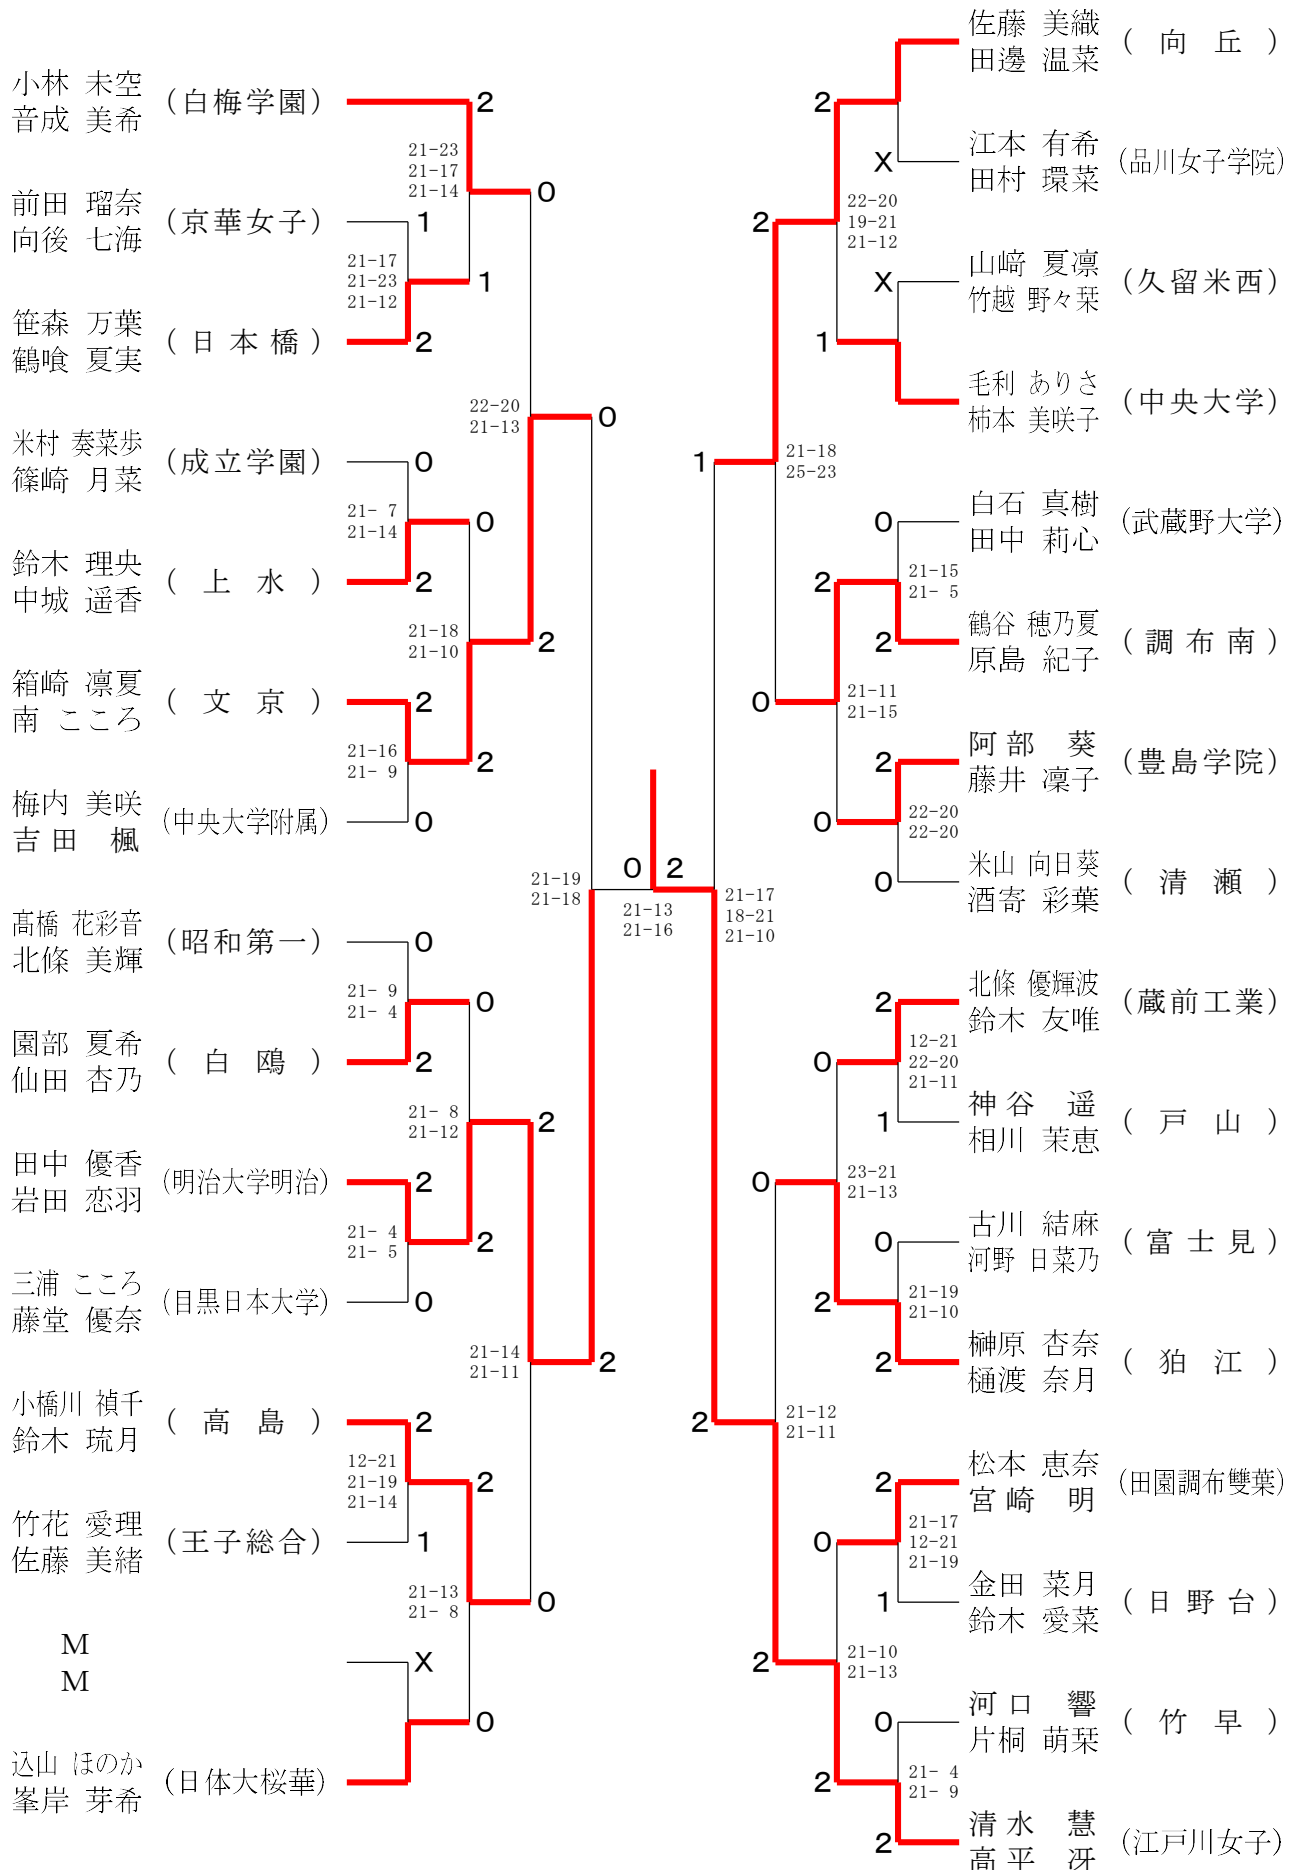 小林 未空
音成 美希
(白梅学園)
2
21-23
21-17
21-14
0
前田 瑠奈
向後 七海
(京華女子)
1
21-17
21-23
21-12
1
笹森 万葉
鶴喰 夏実
(日本橋)
2
22-20
21-13
0
米村 奏菜歩
篠崎 月菜
(成立学園)
0
21- 7
21-14
0
鈴木 理央
中城 遥香
(上水)
2
21-18
21-10
2
箱崎 凛夏
南 こころ
(文京)
2
21-16
21- 9
2
梅内 美咲
吉田 楓
(中央大学附属)
0
21-19
21-18
髙橋 花彩音
北條 美輝
(昭和第一)
0
21- 9
21- 4
0
園部 夏希
仙田 杏乃
(白鴎)
2
21- 8
21-12
2
田中 優香
岩田 恋羽
(明治大学明治)
2
21- 4
21- 5
2
三浦 こころ
藤堂 優奈
(目黒日本大学)
0
21-14
21-11
2
小橋川 禎千
鈴木 琉月
(高島)
2
12-21
21-19
21-14
2
竹花 愛理
佐藤 美緒
(王子総合)
1
21-13
21- 8
0
M
M
X
0
込山 ほのか
峯岸 芽希
(日体大桜華)
0
2
21-13
21-16
佐藤 美織
田邊 温菜
(向丘)
2
江本 有希
田村 環菜
(品川女子学院)
X
22-20
19-21
21-12
2
山﨑 夏凛
竹越 野々栞
(久留米西)
X
1
毛利 ありさ
柿本 美咲子
(中央大学)
21-18
25-23
1
白石 真樹
田中 莉心
(武蔵野大学)
0
21-15
21- 5
2
鶴谷 穂乃夏
原島 紀子
(調布南)
2
21-11
21-15
0
阿部 葵
藤井 凜子
(豊島学院)
2
22-20
22-20
0
米山 向日葵
酒寄 彩葉
(清瀬)
0
21-17
18-21
21-10
北條 優輝波
鈴木 友唯
(蔵前工業)
2
12-21
22-20
21-11
0
神谷 遥
相川 茉恵
(戸山)
1
23-21
21-13
0
古川 結麻
河野 日菜乃
(富士見)
0
21-19
21-10
2
榊原 杏奈
樋渡 奈月
(狛江)
2
21-12
21-11
2
松本 恵奈
宮崎 明
(田園調布雙葉)
2
21-17
12-21
21-19
0
金田 菜月
鈴木 愛菜
(日野台)
1
21-10
21-13
2
河口 響
片桐 萌栞
(竹早)
0
21- 4
21- 9
2
清水 慧
高平 冴
(江戸川女子)
2